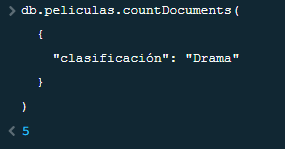 > db.peliculas.countDocuments(
{
"clasificación": "Drama"
}
)
< 5